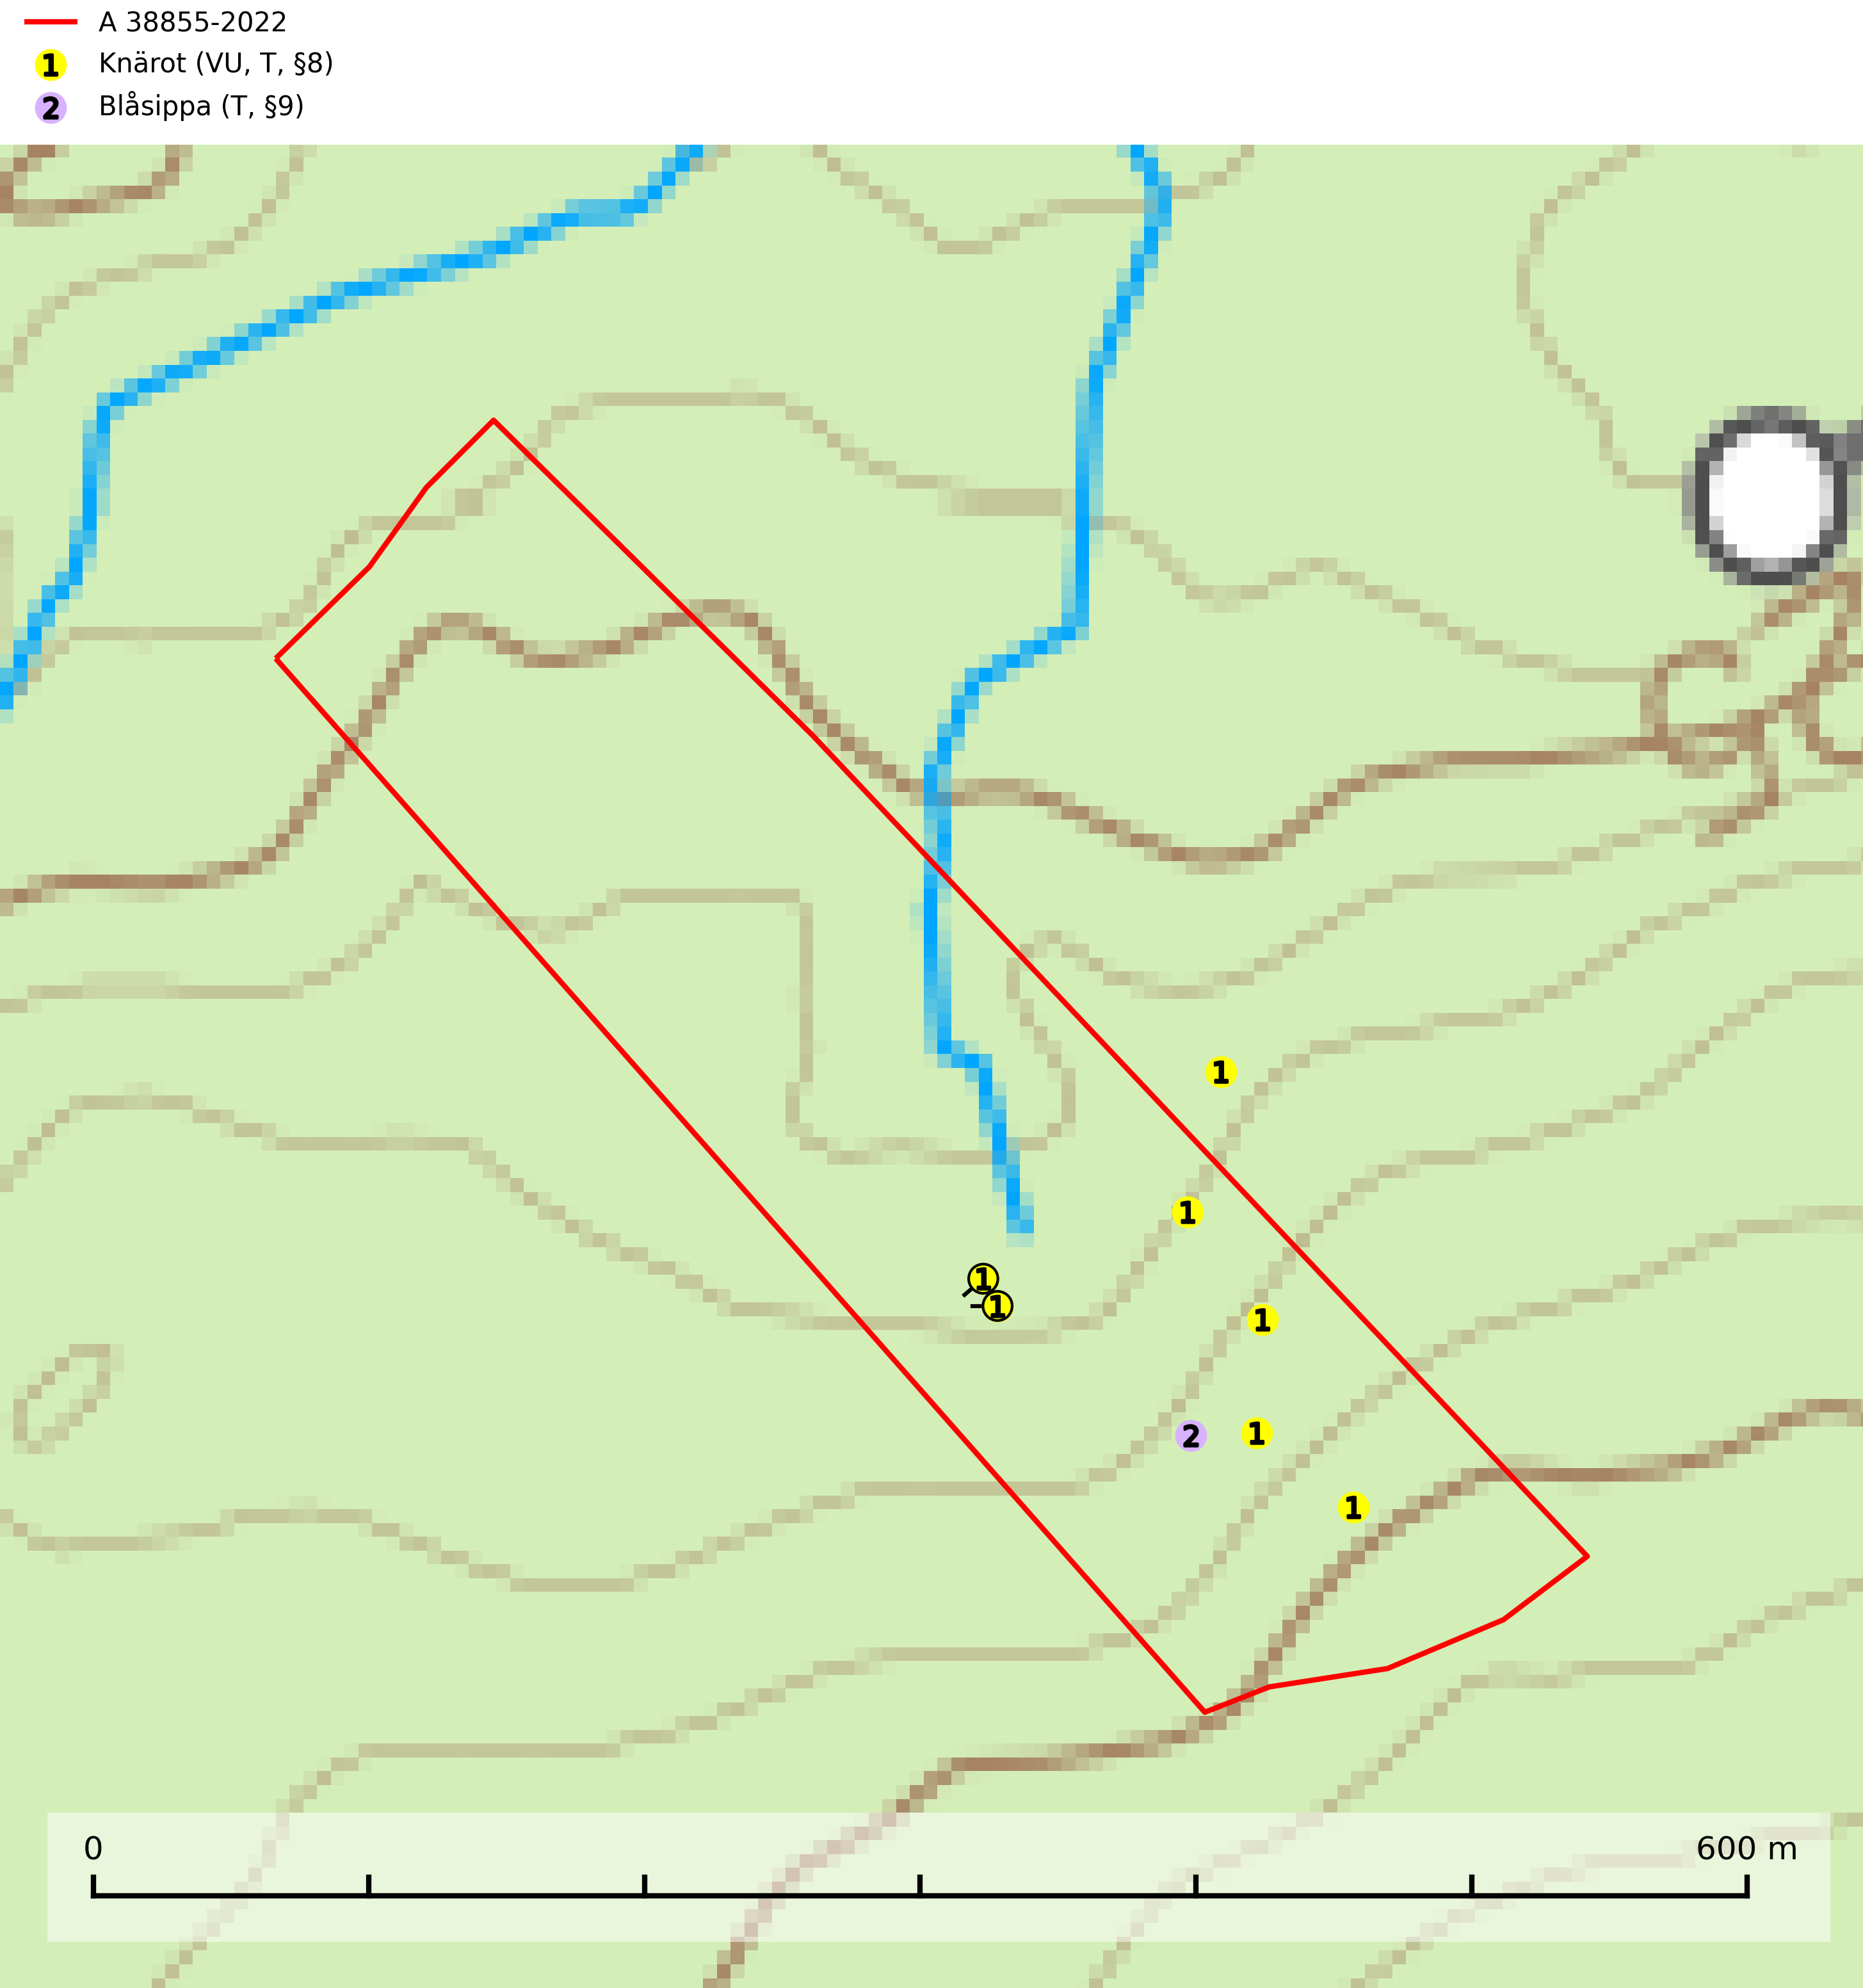 A 38855-2022
1 Knärot (VU, T, §8)
2 Blåsippa (T, §9)
1
1
1
1
1
2 1
1
0 600 m